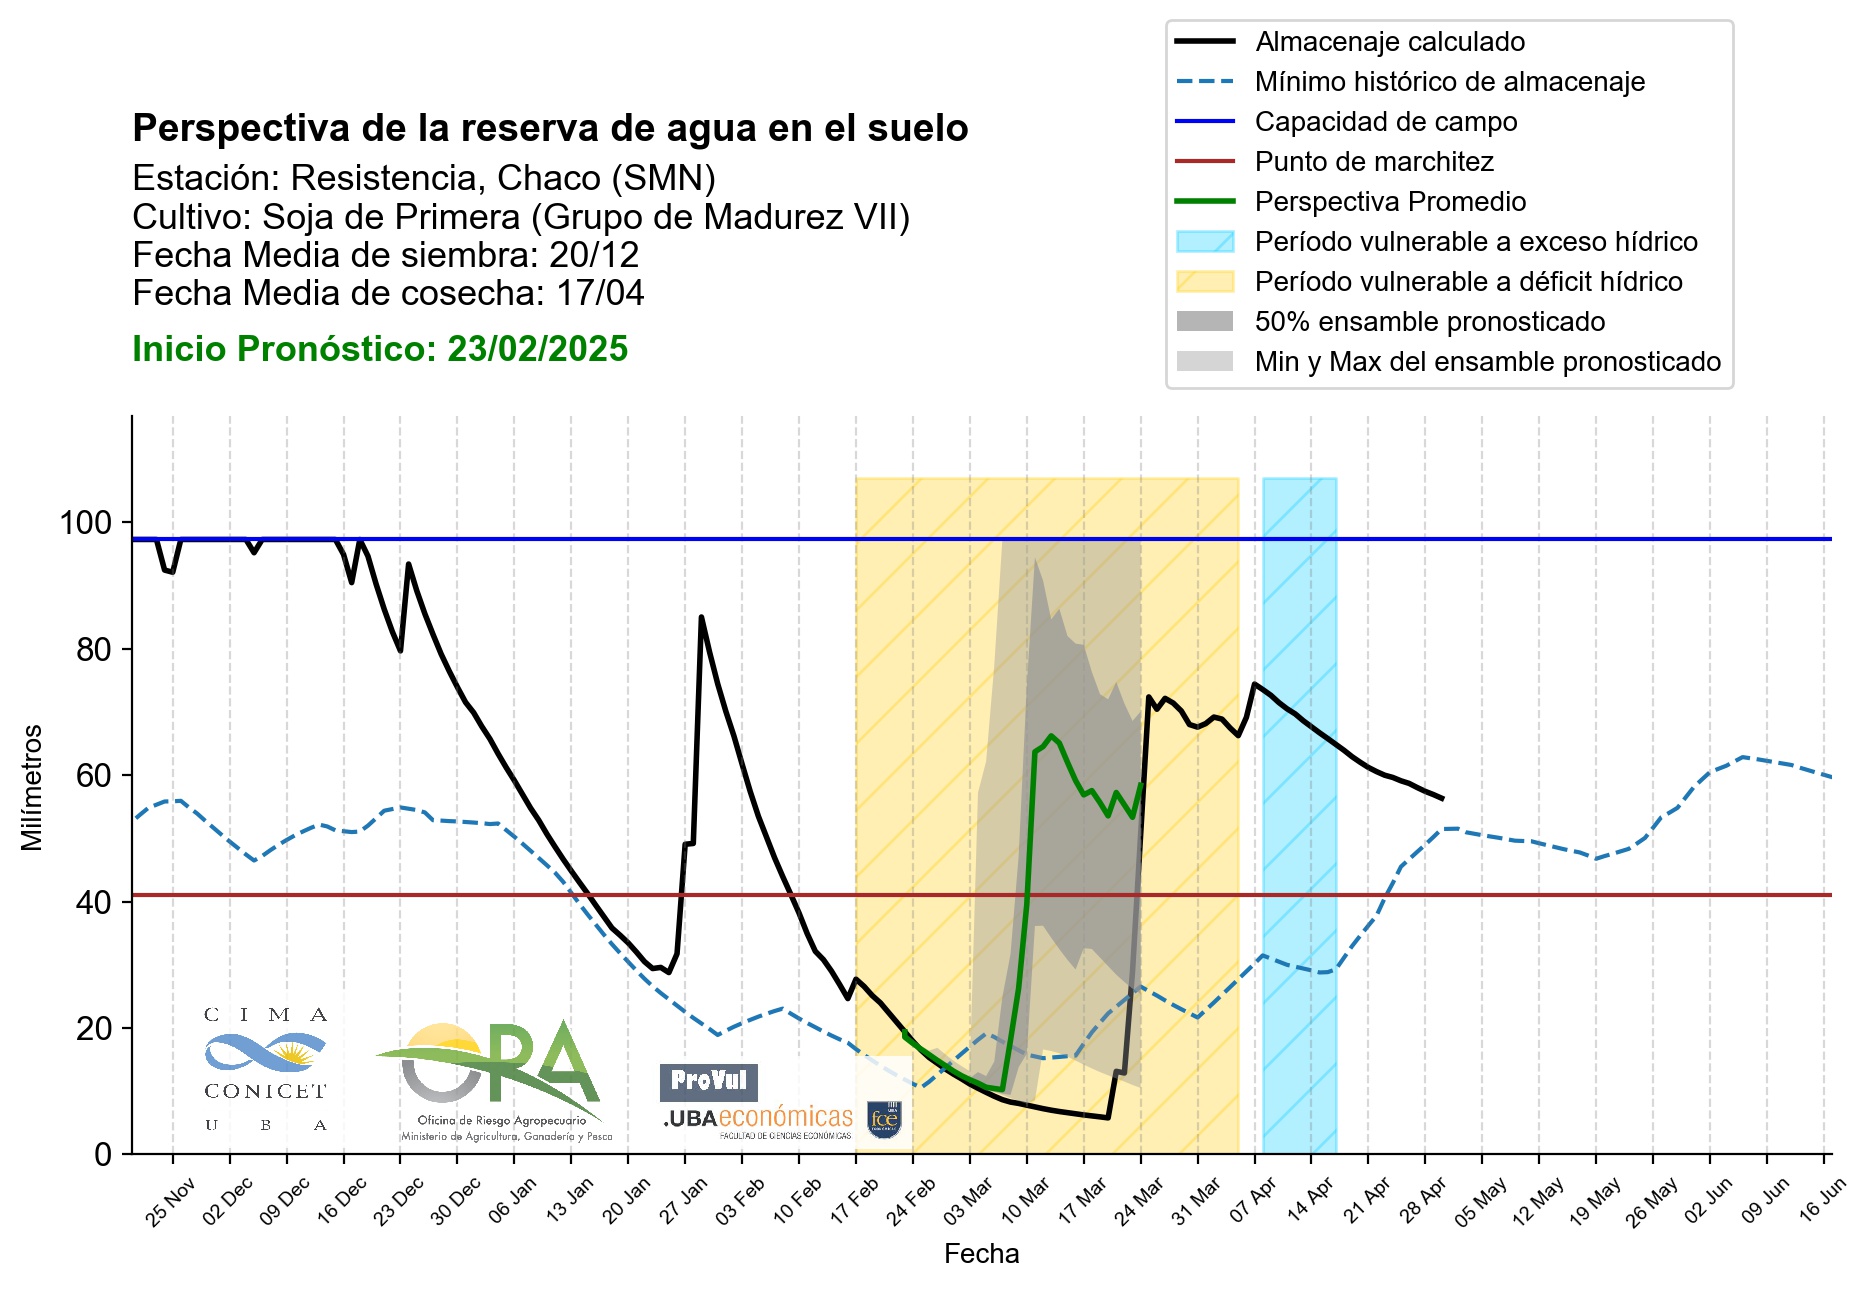 Almacenaje calculado
Mínimo histórico de almacenaje
Capacidad de campo
Punto de marchitez
Perspectiva Promedio
Período vulnerable a exceso hídrico
Período vulnerable a déficit hídrico
50% ensamble pronosticado
Min y Max del ensamble pronosticado
Perspectiva de la reserva de agua en el suelo
Estación: Resistencia, Chaco (SMN)
Cultivo: Soja de Primera (Grupo de Madurez VII)
Fecha Media de siembra: 20/12
Fecha Media de cosecha: 17/04
Inicio Pronóstico: 23/02/2025
Milímetros
100
80
60
40
20
0
CIMA
CONICET
UBA
ORA
Oficina de Riesgo Agropecuario
Ministerio de Agricultura, Ganadería y Pesca
ProVul
.UBAeconómicas
FACULTAD DE CIENCIAS ECONÓMICAS
UBA
fce
ECONÓMICAS
25 Nov
02 Dec
09 Dec
16 Dec
23 Dec
30 Dec
06 Jan
13 Jan
20 Jan
27 Jan
03 Feb
10 Feb
17 Feb
24 Feb
03 Mar
10 Mar
17 Mar
24 Mar
31 Mar
07 Apr
14 Apr
21 Apr
28 Apr
05 May
12 May
19 May
26 May
02 Jun
09 Jun
16 Jun
Fecha